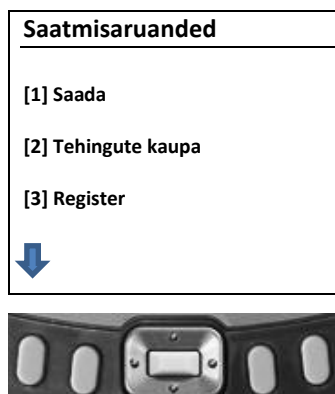 Saatmisaruanded
[1] Saada
[2] Tehingute kaupa
[3] Register